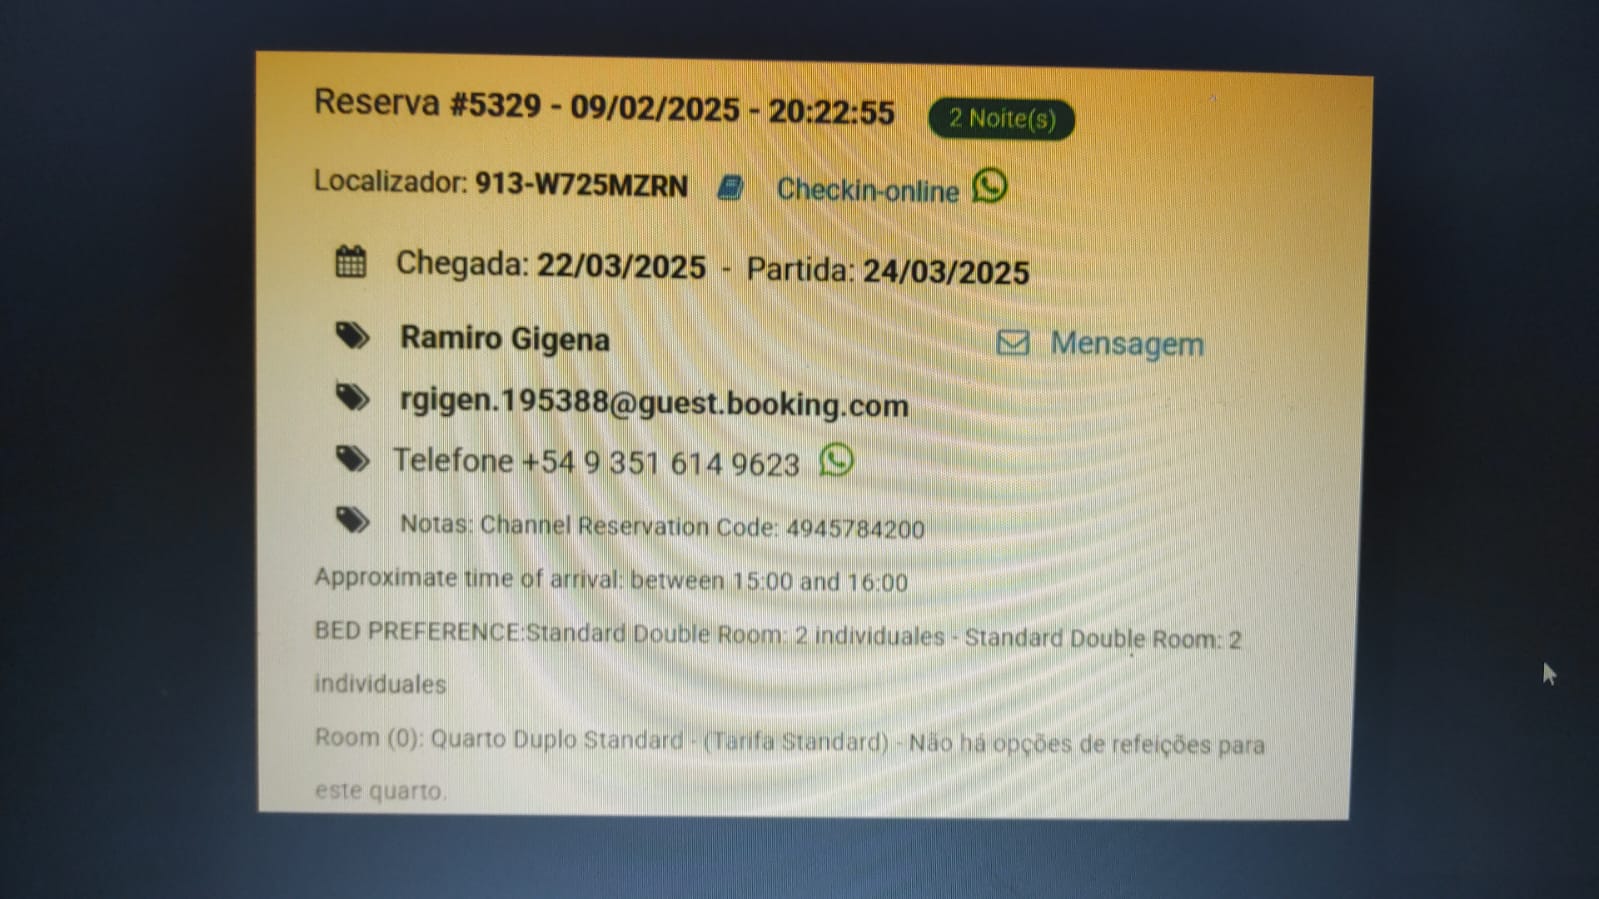 Reserva #5329 - 09/02/2025 - 20:22:55 2 Noite(s)
Localizador: 913-W725MZRN Checkin-online
Chegada: 22/03/2025 - Partida: 24/03/2025
Ramiro Gigena Mensagem
rgigen.195388@guest.booking.com
Telefone +54 9 351 614 9623
Notas: Channel Reservation Code: 4945784200
Approximate time of arrival: between 15:00 and 16:00
BED PREFERENCE:Standard Double Room: 2 individuales - Standard Double Room: 2
individuales
Room (0): Quarto Duplo Standard - (Tarifa Standard) - Não há opções de refeições para
este quarto.